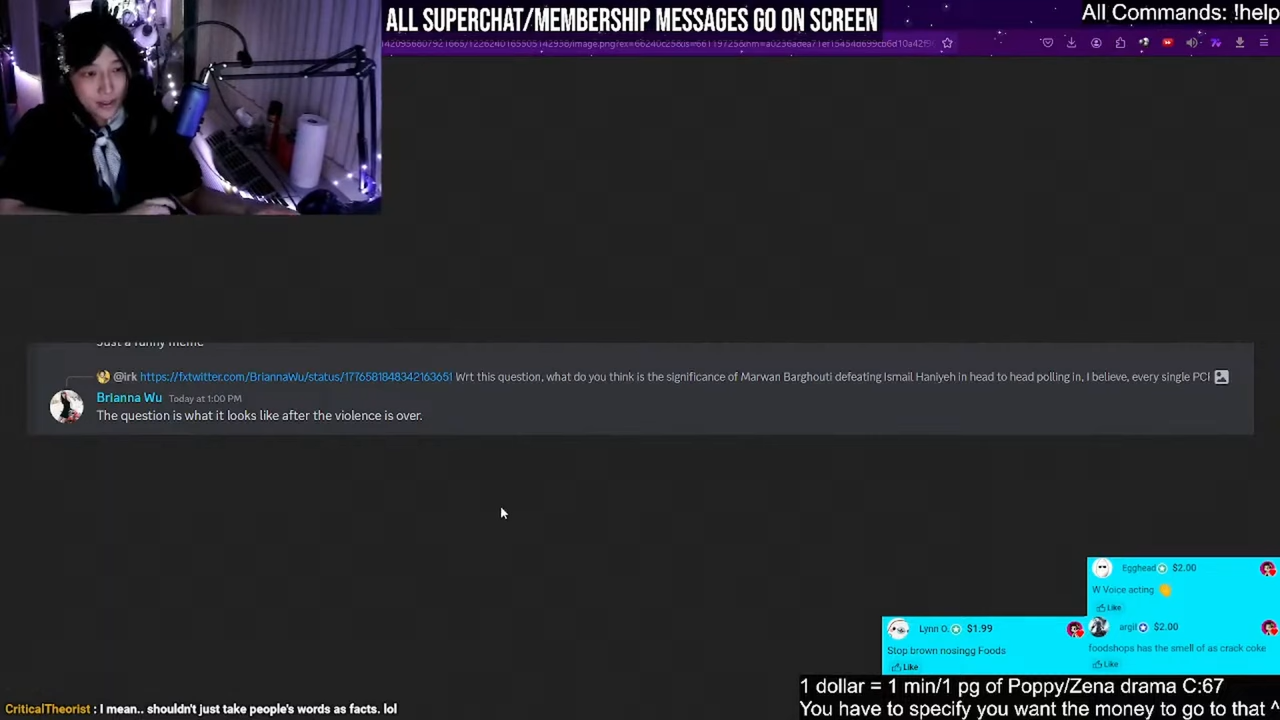 ALL SUPERCHAT/MEMBERSHIP MESSAGES GO ON SCREEN
All Commands: !help
Just a funny meme
@irk https://fxtwitter.com/BriannaWu/status/1776581848342163651 Wrt this question, what do you think is the significance of Marwan Barghouti defeating Ismail Haniyeh in head to head polling in, I believe, every single PCI
Brianna Wu Today at 1:00 PM
The question is what it looks like after the violence is over.
Egghead $2.00
W Voice acting 👏
Like
Lynn O. $1.99
Stop brown nosingg Foods
Like
argit $2.00
foodshops has the smell of as crack coke
Like
1 dollar = 1 min/1 pg of Poppy/Zena drama C:67
You have to specify you want the money to go to that ^
CriticalTheorist : I mean.. shouldn't just take people's words as facts. lol